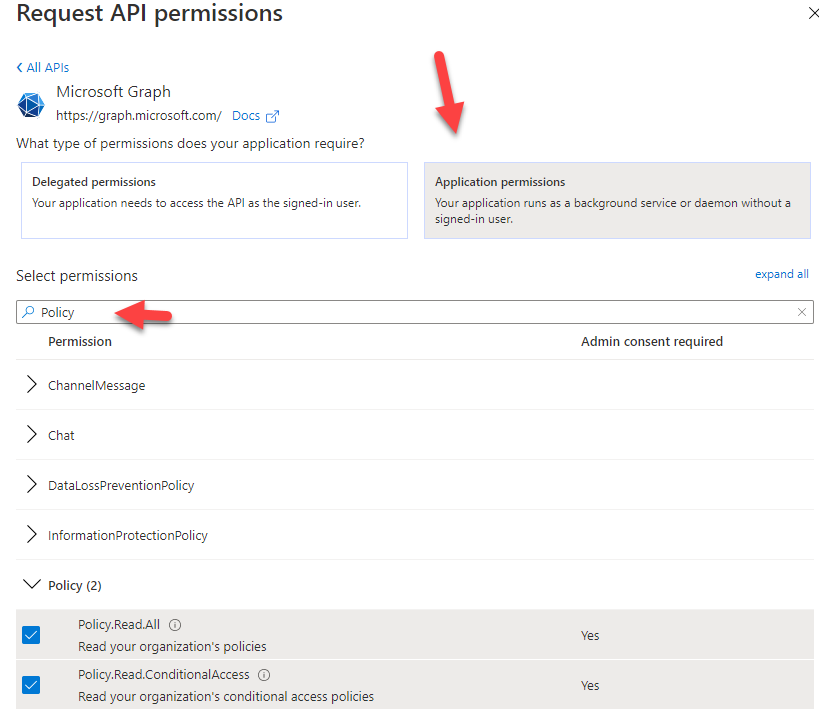 Request API permissions
All APIs
Microsoft Graph
https://graph.microsoft.com/ Docs
What type of permissions does your application require?
Delegated permissions
Your application needs to access the API as the signed-in user.
Application permissions
Your application runs as a background service or daemon without a
signed-in user.
Select permissions
expand all
Policy
Permission
Admin consent required
ChannelMessage
Chat
DataLossPreventionPolicy
InformationProtectionPolicy
Policy (2)
Policy.Read.All
Read your organization's policies
Yes
Policy.Read.ConditionalAccess
Read your organization's conditional access policies
Yes